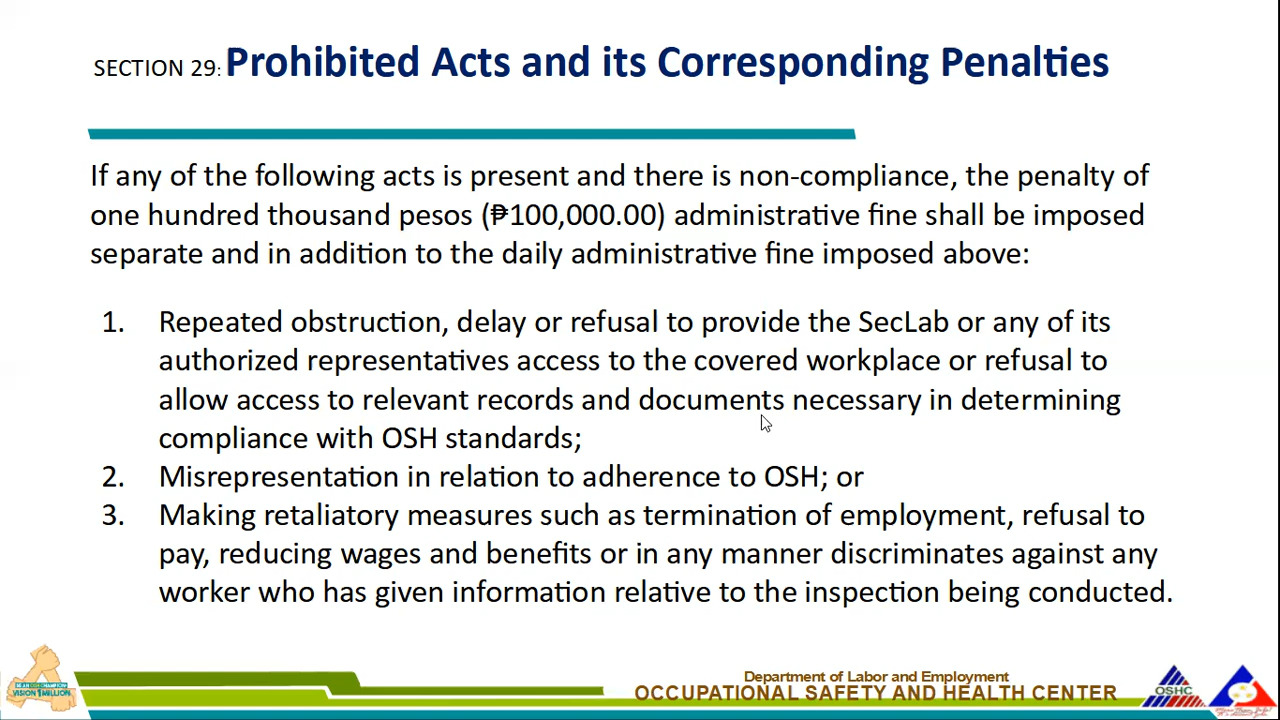 SECTION 29: Prohibited Acts and its Corresponding Penalties
If any of the following acts is present and there is non-compliance, the penalty of
one hundred thousand pesos (₱100,000.00) administrative fine shall be imposed
separate and in addition to the daily administrative fine imposed above:
1. Repeated obstruction, delay or refusal to provide the SecLab or any of its
authorized representatives access to the covered workplace or refusal to
allow access to relevant records and documents necessary in determining
compliance with OSH standards;
2. Misrepresentation in relation to adherence to OSH; or
3. Making retaliatory measures such as termination of employment, refusal to
pay, reducing wages and benefits or in any manner discriminates against any
worker who has given information relative to the inspection being conducted.
VISION 1 MILLION
Department of Labor and Employment
OCCUPATIONAL SAFETY AND HEALTH CENTER
OSHC